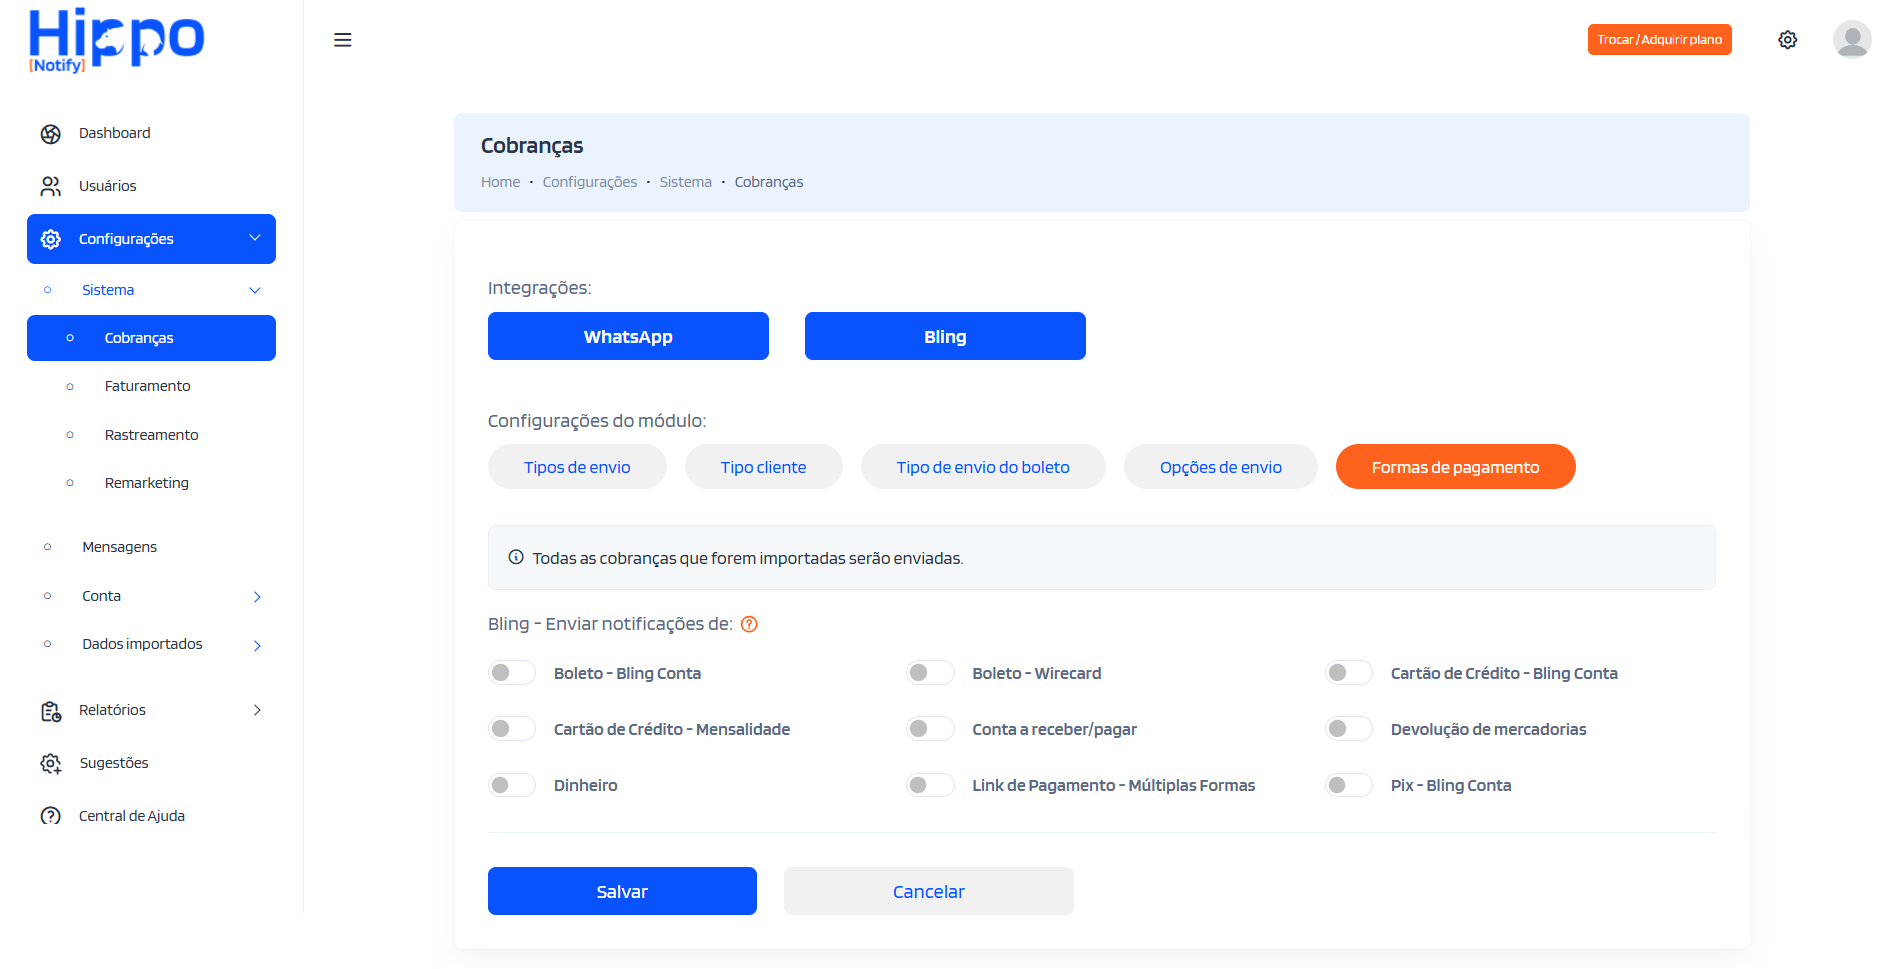 Hippo
[Notify]
Trocar / Adquirir plano
Dashboard
Usuários
Configurações
Sistema
Cobranças
Faturamento
Rastreamento
Remarketing
Mensagens
Conta
Dados importados
Relatórios
Sugestões
Central de Ajuda
Cobranças
Home • Configurações • Sistema • Cobranças
Integrações:
WhatsApp Bling
Configurações do módulo:
Tipos de envio Tipo cliente Tipo de envio do boleto Opções de envio Formas de pagamento
Todas as cobranças que forem importadas serão enviadas.
Bling - Enviar notificações de:
Boleto - Bling Conta Boleto - Wirecard Cartão de Crédito - Bling Conta
Cartão de Crédito - Mensalidade Conta a receber/pagar Devolução de mercadorias
Dinheiro Link de Pagamento - Múltiplas Formas Pix - Bling Conta
Salvar Cancelar